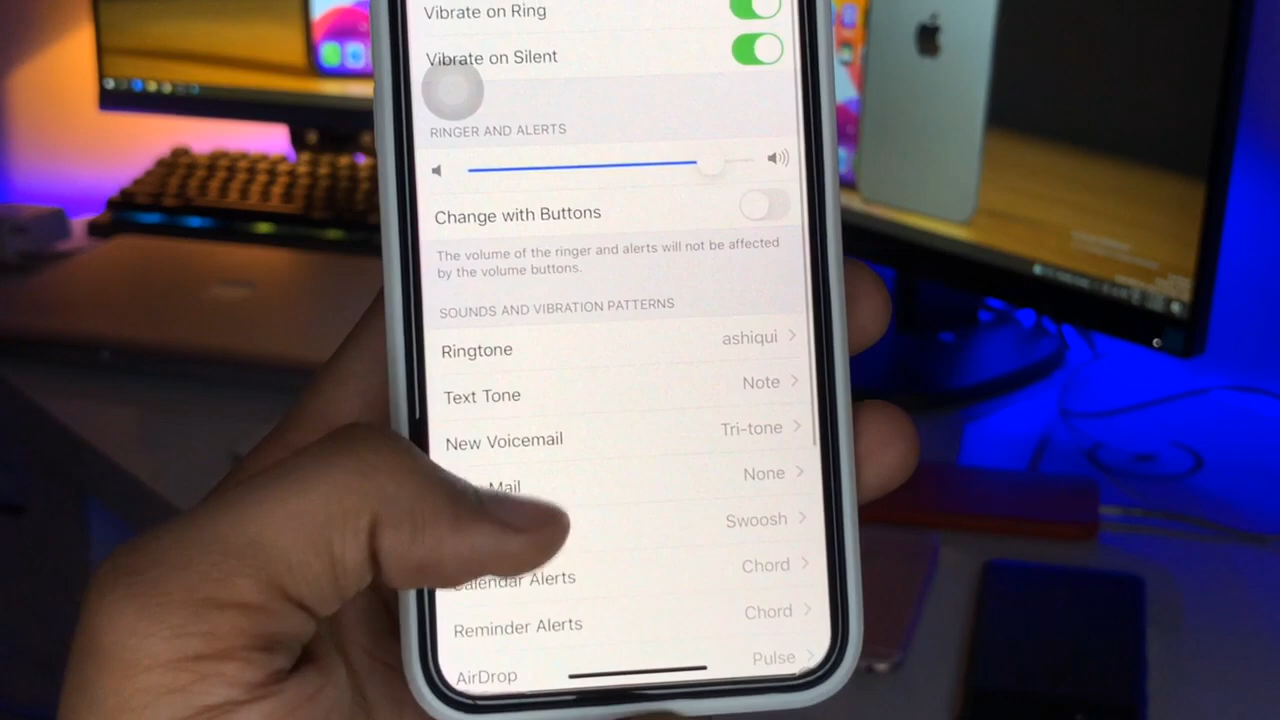 Vibrate on Ring
Vibrate on Silent
RINGER AND ALERTS
Change with Buttons
The volume of the ringer and alerts will not be affected
by the volume buttons.
SOUNDS AND VIBRATION PATTERNS
Ringtone ashiqui
Text Tone Note
New Voicemail Tri-tone
Mail None
Swoosh
Calendar Alerts Chord
Reminder Alerts Chord
AirDrop Pulse